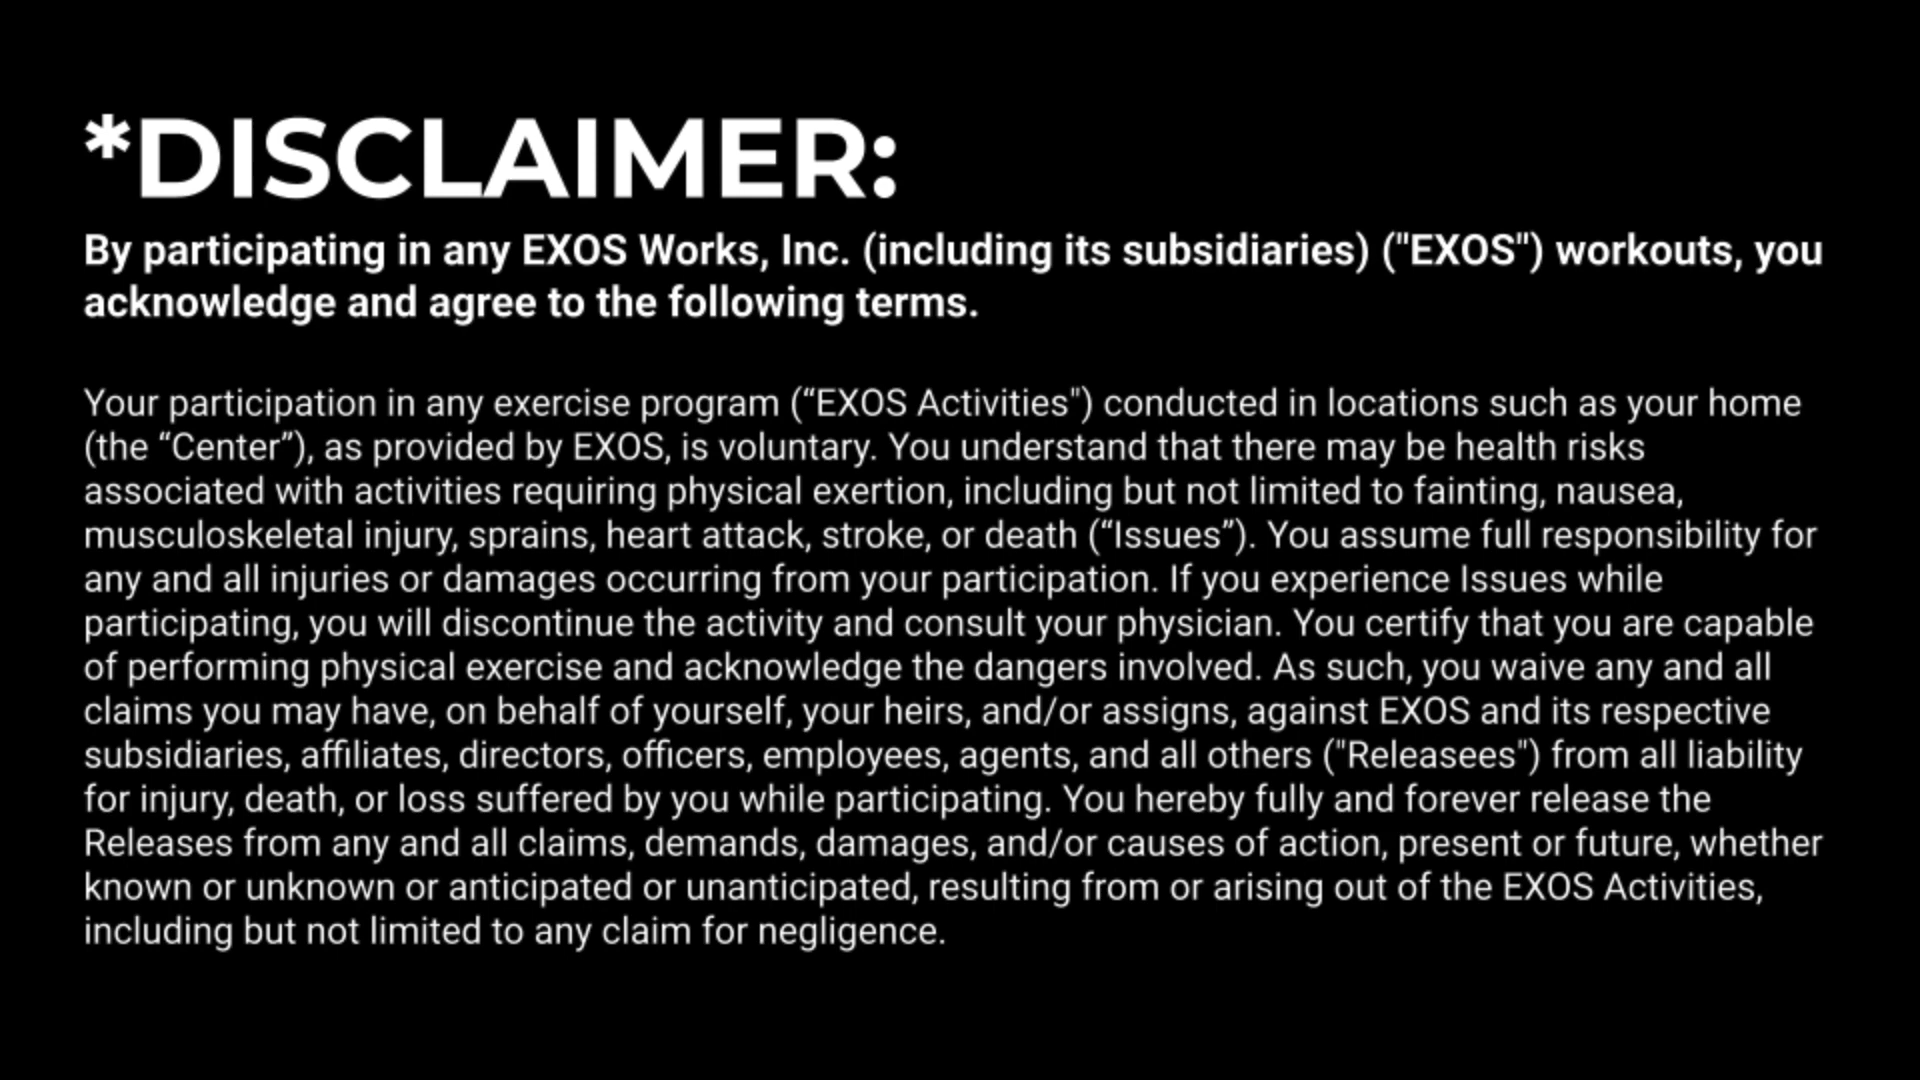 *DISCLAIMER:
By participating in any EXOS Works, Inc. (including its subsidiaries) ("EXOS") workouts, you
acknowledge and agree to the following terms.
Your participation in any exercise program (“EXOS Activities") conducted in locations such as your home
(the “Center”), as provided by EXOS, is voluntary. You understand that there may be health risks
associated with activities requiring physical exertion, including but not limited to fainting, nausea,
musculoskeletal injury, sprains, heart attack, stroke, or death (“Issues”). You assume full responsibility for
any and all injuries or damages occurring from your participation. If you experience Issues while
participating, you will discontinue the activity and consult your physician. You certify that you are capable
of performing physical exercise and acknowledge the dangers involved. As such, you waive any and all
claims you may have, on behalf of yourself, your heirs, and/or assigns, against EXOS and its respective
subsidiaries, affiliates, directors, officers, employees, agents, and all others ("Releasees") from all liability
for injury, death, or loss suffered by you while participating. You hereby fully and forever release the
Releases from any and all claims, demands, damages, and/or causes of action, present or future, whether
known or unknown or anticipated or unanticipated, resulting from or arising out of the EXOS Activities,
including but not limited to any claim for negligence.